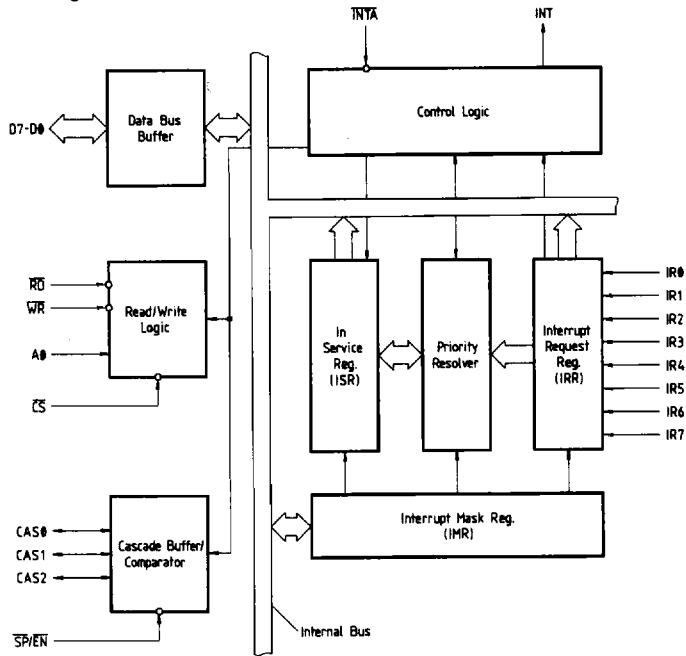 INTA
INT
D7-D0
Data Bus
Buffer
Control Logic
RD
WR
A0
CS
Read/Write
Logic
In
Service
Reg.
(ISR)
Priority
Resolver
Interrupt
Request
Reg.
(IRR)
IR0
IR1
IR2
IR3
IR4
IR5
IR6
IR7
CAS0
CAS1
CAS2
Cascade Buffer/
Comparator
Interrupt Mask Reg.
(IMR)
SP/EN
Internal Bus